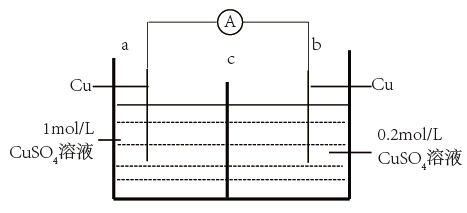 A
a
b
c
Cu
Cu
1mol/L
CuSO₄溶液
0.2mol/L
CuSO₄溶液